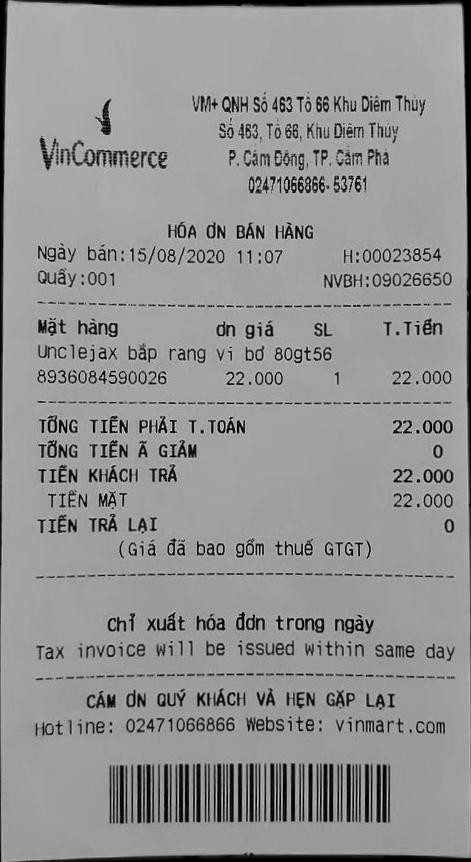 VM+ QNH Số 463 Tổ 66 Khu Diêm Thủy
Số 463, Tổ 66, Khu Diêm Thủy
P. Cẩm Đông, TP. Cẩm Phả
02471066866-53761
VinCommerce
HÓA ƠN BÁN HÀNG
Ngày bán:15/08/2020 11:07 H:00023854
Quầy:001 NVBH:09026650
Mặt hàng ơn giá SL T.Tiền
Unclejax bắp rang vị bơ 80gt56
8936084590026 22.000 1 22.000
TỔNG TIỀN PHẢI T.TOÁN 22.000
TỔNG TIỀN Ã GIẢM 0
TIỀN KHÁCH TRẢ 22.000
TIỀN MẶT 22.000
TIỀN TRẢ LẠI 0
(Giá đã bao gồm thuế GTGT)
Chỉ xuất hóa đơn trong ngày
Tax invoice will be issued within same day
CÁM ƠN QUÝ KHÁCH VÀ HẸN GẶP LẠI
Hotline: 02471066866 Website: vinmart.com